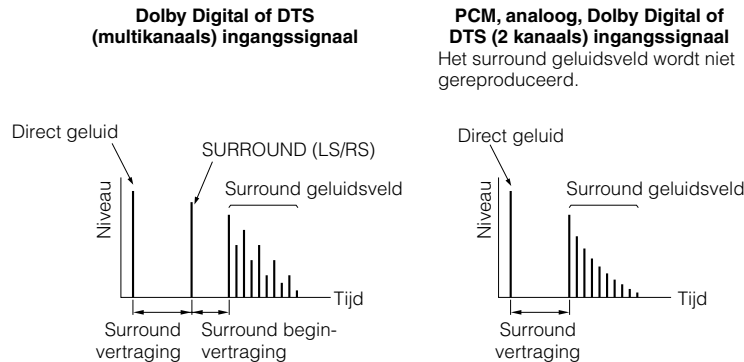 Dolby Digital of DTS
(multikanaals) ingangssignaal
Direct geluid
SURROUND (LS/RS)
Surround geluidsveld
Niveau
Tijd
Surround
vertraging
Surround begin-
vertraging
PCM, analoog, Dolby Digital of
DTS (2 kanaals) ingangssignaal
Het surround geluidsveld wordt niet
gereproduceerd.
Direct geluid
Surround geluidsveld
Niveau
Tijd
Surround
vertraging